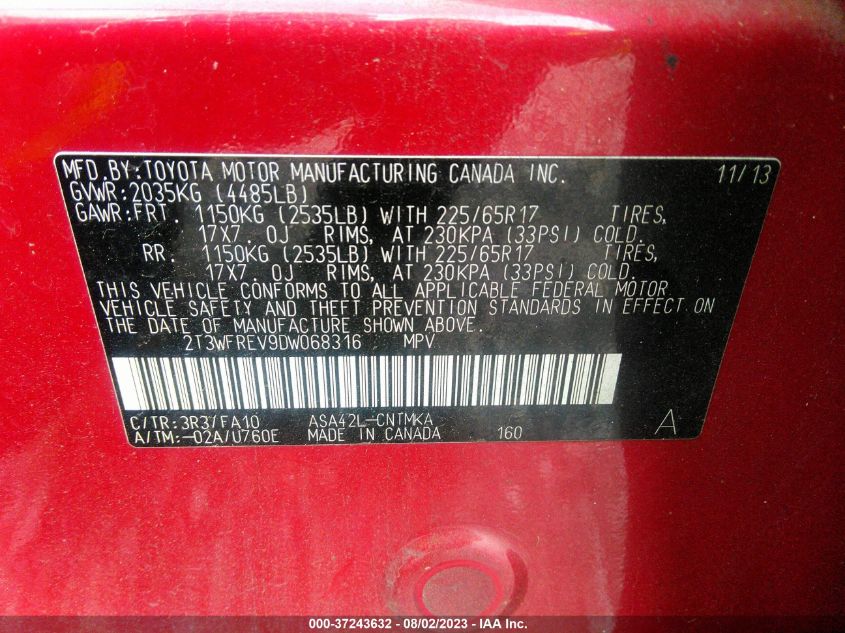 MFD.BY:TOYOTA MOTOR MANUFACTURING CANADA INC. 11/13
GVWR:2035KG (4485LB)
GAWR:FRT. 1150KG (2535LB) WITH 225/65R17 TIRES,
17X7. 0J RIMS, AT 230KPA (33PSI) COLD.
RR. 1150KG (2535LB) WITH 225/65R17 TIRES,
17X7. 0J RIMS, AT 230KPA (33PSI) COLD.
THIS VEHICLE CONFORMS TO ALL APPLICABLE FEDERAL MOTOR
VEHICLE SAFETY AND THEFT PREVENTION STANDARDS IN EFFECT ON
THE DATE OF MANUFACTURE SHOWN ABOVE.
2T3WFREV9DW068316 MPV
C/TR:3R3/FA10 ASA42L-CNTMKA
A/TM:-02A/U760E MADE IN CANADA 160 A
000-37243632 - 08/02/2023 - IAA Inc.